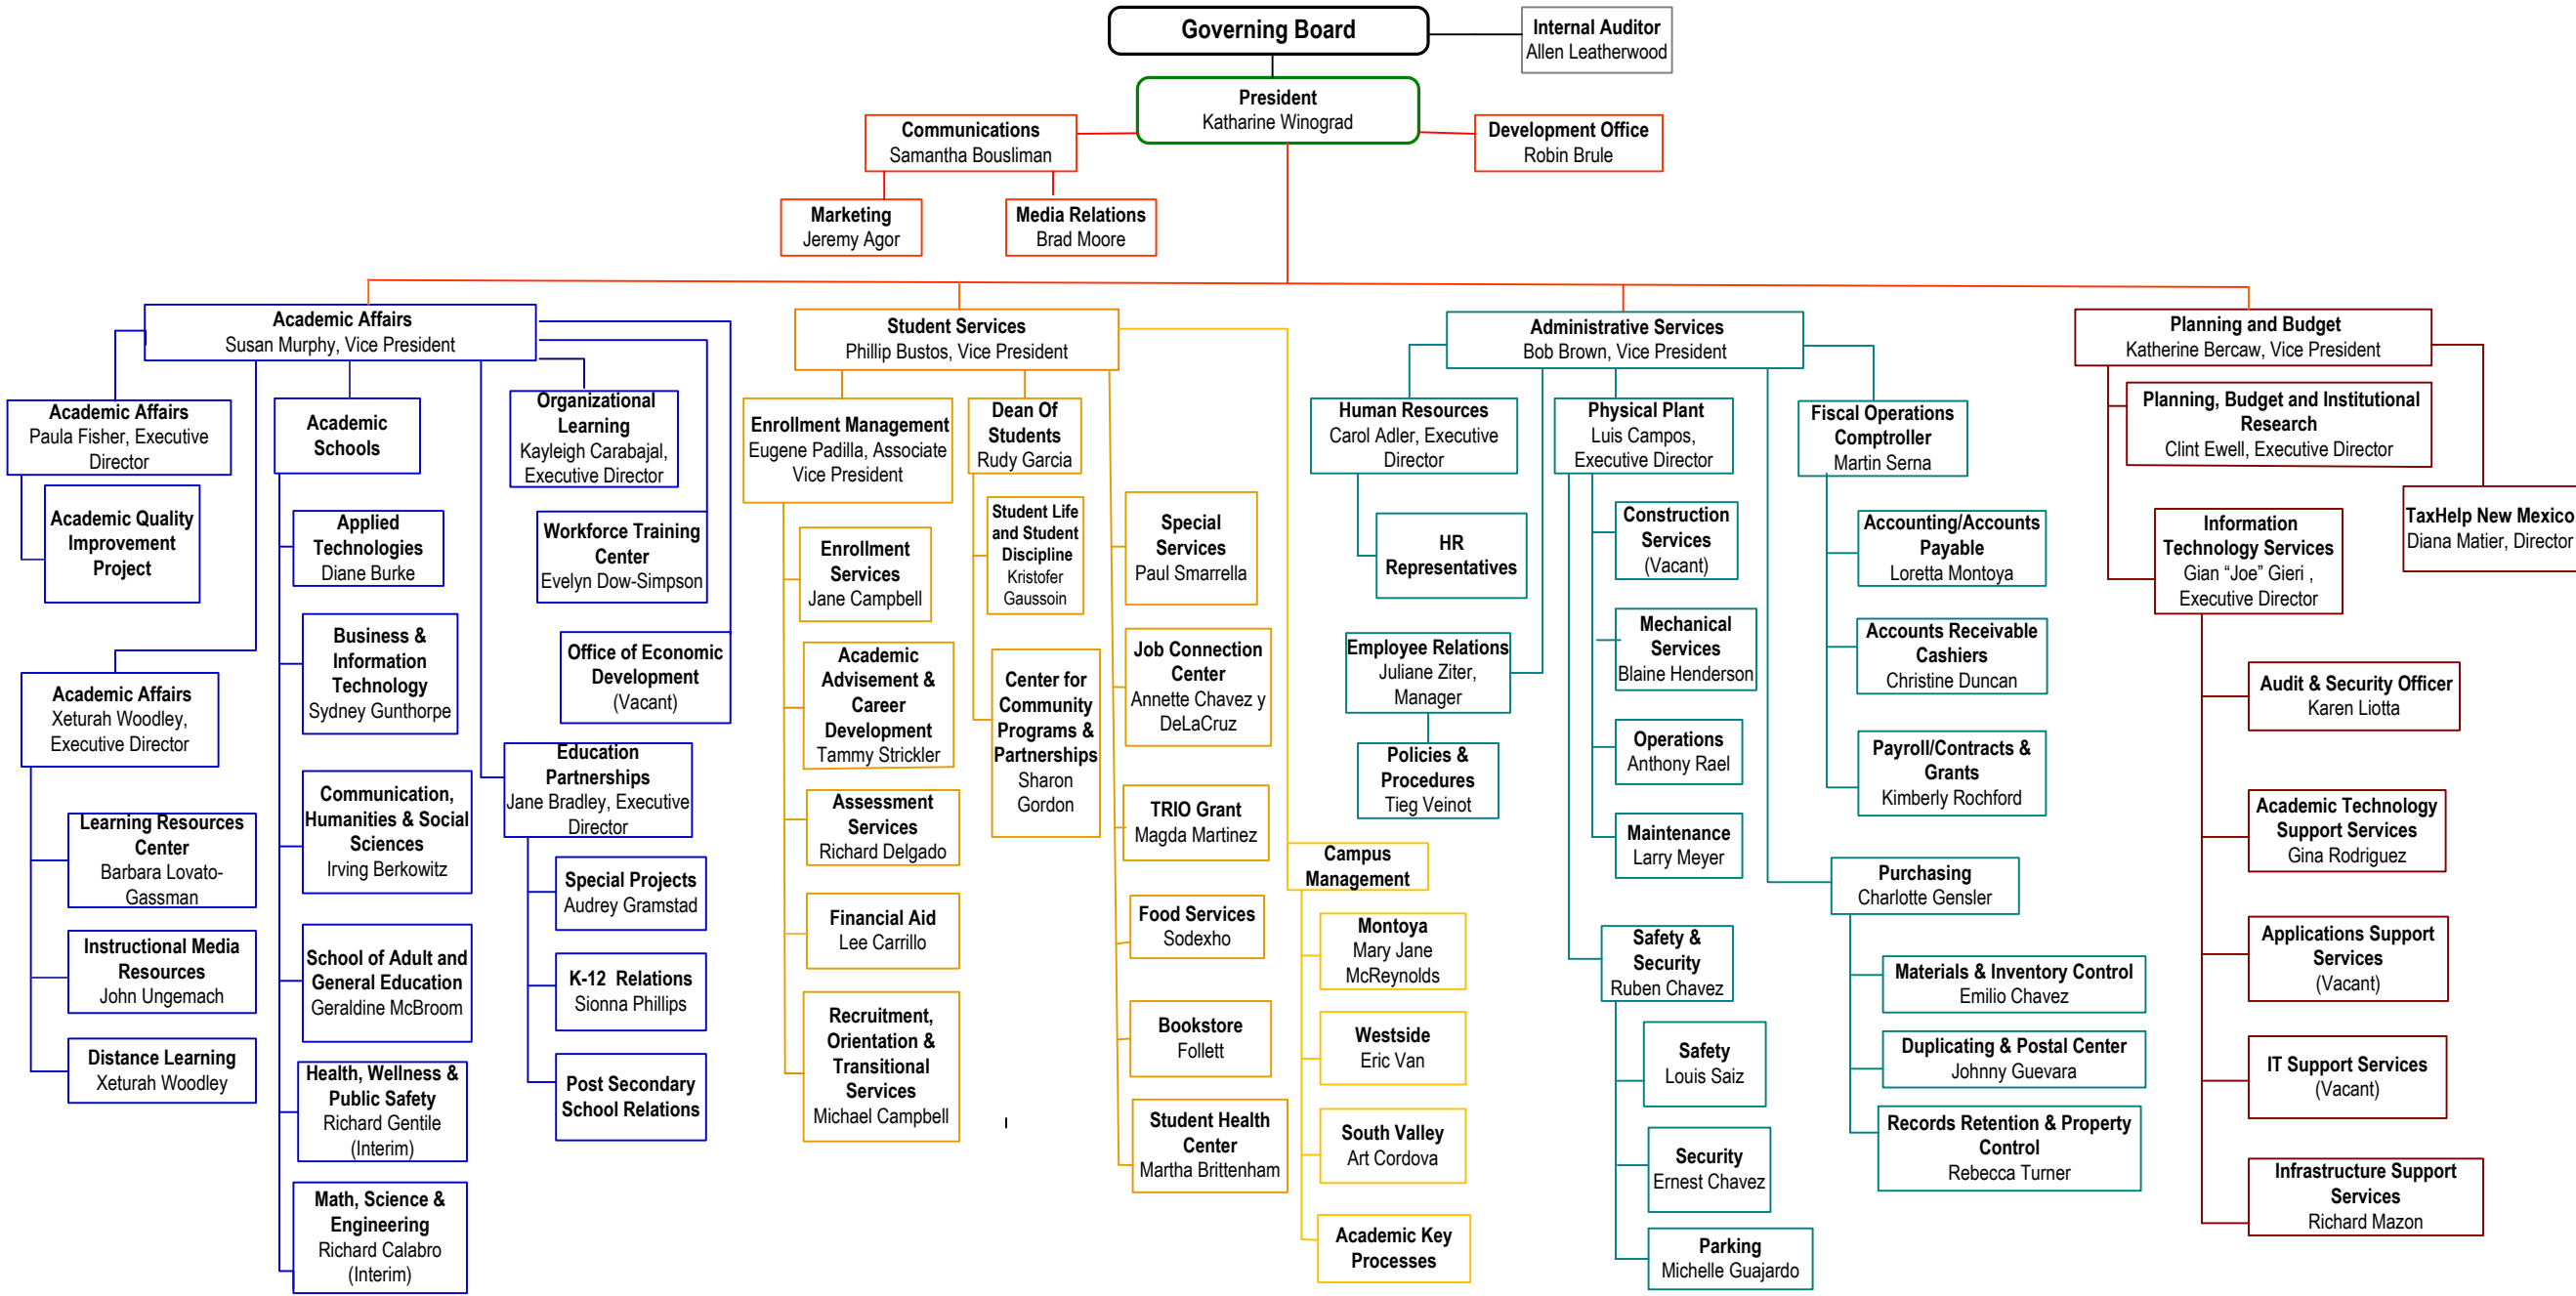 Governing Board
Internal Auditor
Allen Leatherwood
President
Katharine Winograd
Communications
Samantha Bousliman
Development Office
Robin Brule
Marketing
Jeremy Agor
Media Relations
Brad Moore
Academic Affairs
Susan Murphy, Vice President
Academic Affairs
Paula Fisher, Executive
Director
Academic Quality
Improvement
Project
Academic Affairs
Xeturah Woodley,
Executive Director
Learning Resources
Center
Barbara Lovato-
Gassman
Instructional Media
Resources
John Ungemach
Distance Learning
Xeturah Woodley
Academic
Schools
Applied
Technologies
Diane Burke
Business &
Information
Technology
Sydney Gunthorpe
Communication,
Humanities & Social
Sciences
Irving Berkowitz
School of Adult and
General Education
Geraldine McBroom
Health, Wellness &
Public Safety
Richard Gentile
(Interim)
Math, Science &
Engineering
Richard Calabro
(Interim)
Organizational
Learning
Kayleigh Carabajal,
Executive Director
Workforce Training
Center
Evelyn Dow-Simpson
Office of Economic
Development
(Vacant)
Education
Partnerships
Jane Bradley, Executive
Director
Special Projects
Audrey Gramstad
K-12 Relations
Sionna Phillips
Post Secondary
School Relations
Student Services
Phillip Bustos, Vice President
Enrollment Management
Eugene Padilla, Associate
Vice President
Enrollment
Services
Jane Campbell
Academic
Advisement &
Career
Development
Tammy Strickler
Assessment
Services
Richard Delgado
Financial Aid
Lee Carrillo
Recruitment,
Orientation &
Transitional
Services
Michael Campbell
Dean Of
Students
Rudy Garcia
Student Life
and Student
Discipline
Kristofer
Gaussoin
Center for
Community
Programs &
Partnerships
Sharon
Gordon
Special
Services
Paul Smarrella
Job Connection
Center
Annette Chavez y
DeLaCruz
TRIO Grant
Magda Martinez
Food Services
Sodexho
Bookstore
Follett
Student Health
Center
Martha Brittenham
Campus
Management
Montoya
Mary Jane
McReynolds
Westside
Eric Van
South Valley
Art Cordova
Academic Key
Processes
Administrative Services
Bob Brown, Vice President
Human Resources
Carol Adler, Executive
Director
HR
Representatives
Employee Relations
Juliane Ziter,
Manager
Policies &
Procedures
Tieg Veinot
Physical Plant
Luis Campos,
Executive Director
Construction
Services
(Vacant)
Mechanical
Services
Blaine Henderson
Operations
Anthony Rael
Maintenance
Larry Meyer
Safety &
Security
Ruben Chavez
Safety
Louis Saiz
Security
Ernest Chavez
Parking
Michelle Guajardo
Fiscal Operations
Comptroller
Martin Serna
Accounting/Accounts
Payable
Loretta Montoya
Accounts Receivable
Cashiers
Christine Duncan
Payroll/Contracts &
Grants
Kimberly Rochford
Purchasing
Charlotte Gensler
Materials & Inventory Control
Emilio Chavez
Duplicating & Postal Center
Johnny Guevara
Records Retention & Property
Control
Rebecca Turner
Planning and Budget
Katherine Bercaw, Vice President
Planning, Budget and Institutional
Research
Clint Ewell, Executive Director
TaxHelp New Mexico
Diana Matier, Director
Information
Technology Services
Gian “Joe” Gieri ,
Executive Director
Audit & Security Officer
Karen Liotta
Academic Technology
Support Services
Gina Rodriguez
Applications Support
Services
(Vacant)
IT Support Services
(Vacant)
Infrastructure Support
Services
Richard Mazon